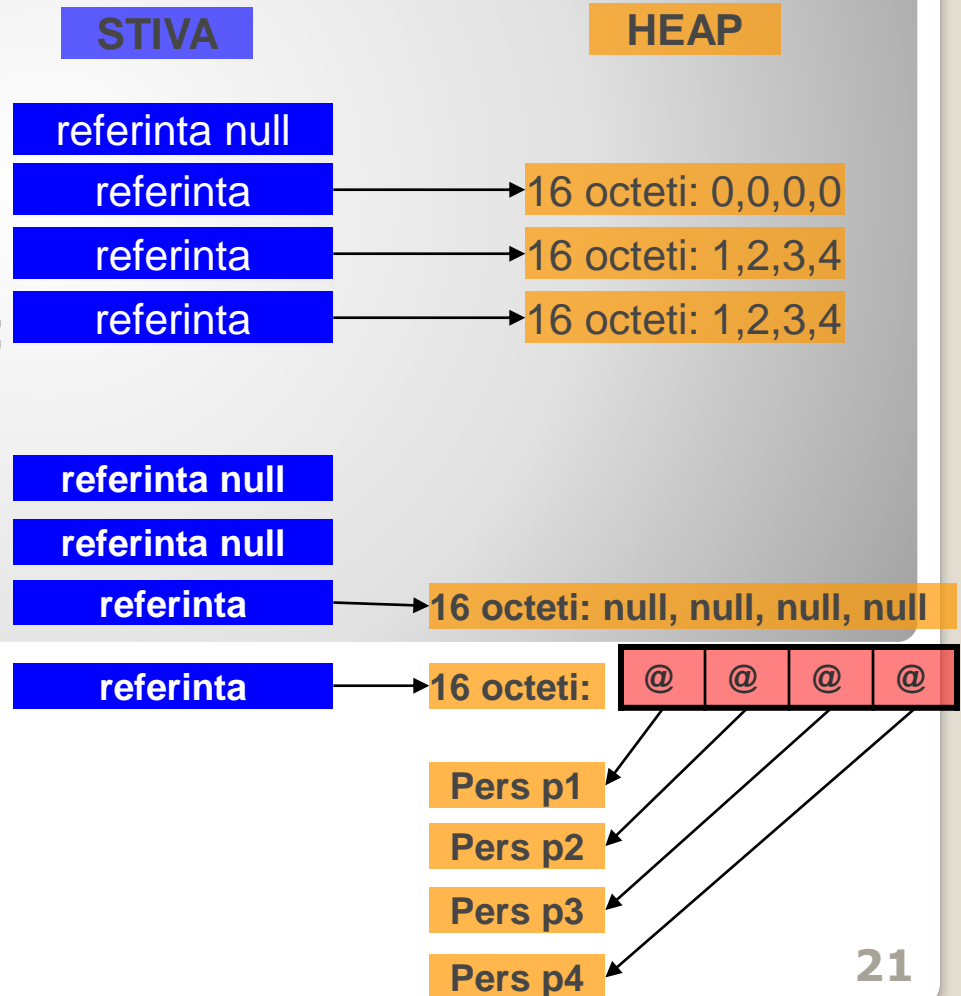 STIVA HEAP
referinta null
referinta 16 octeti: 0,0,0,0
referinta 16 octeti: 1,2,3,4
referinta 16 octeti: 1,2,3,4
referinta null
referinta null
referinta 16 octeti: null, null, null, null
referinta 16 octeti: @ @ @ @
Pers p1
Pers p2
Pers p3
Pers p4
21